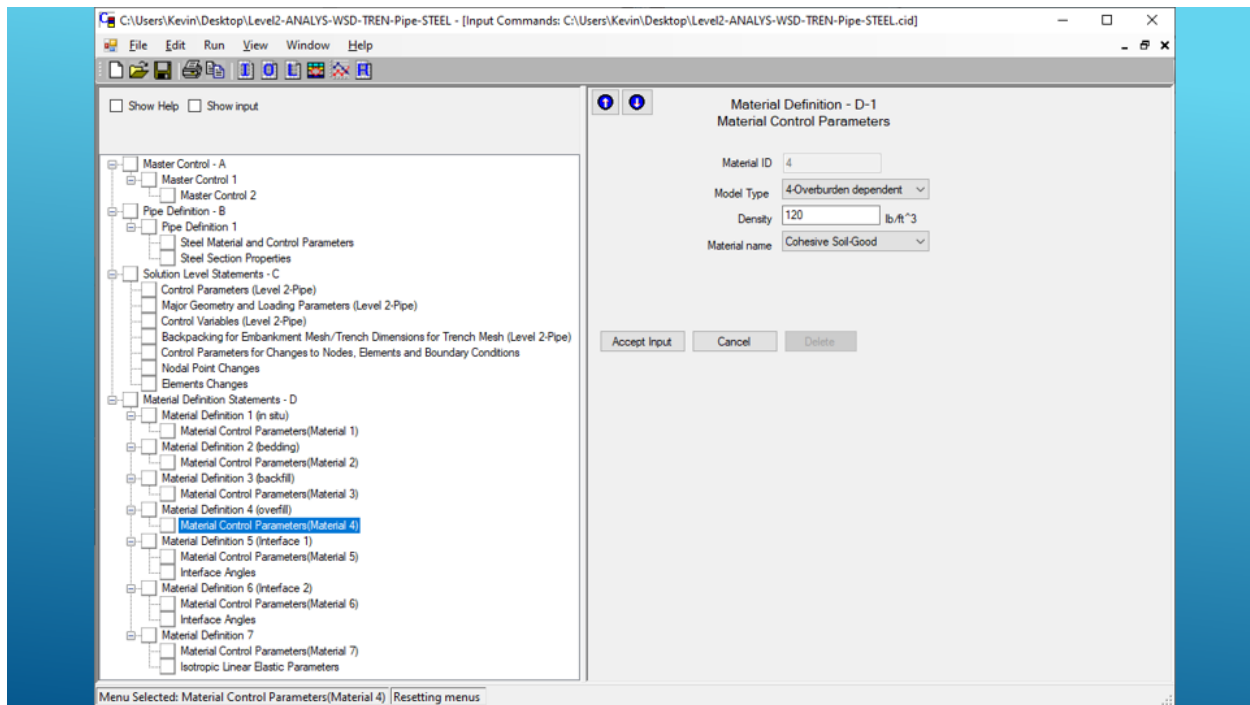 C:\Users\Kevin\Desktop\Level2-ANALYS-WSD-TREN-Pipe-STEEL - [Input Commands: C:\Users\Kevin\Desktop\Level2-ANALYS-WSD-TREN-Pipe-STEEL.cid]
File Edit Run View Window Help
Show Help Show input
Master Control - A
Master Control 1
Master Control 2
Pipe Definition - B
Pipe Definition 1
Steel Material and Control Parameters
Steel Section Properties
Solution Level Statements - C
Control Parameters (Level 2-Pipe)
Major Geometry and Loading Parameters (Level 2-Pipe)
Control Variables (Level 2-Pipe)
Backpacking for Embankment Mesh/Trench Dimensions for Trench Mesh (Level 2-Pipe)
Control Parameters for Changes to Nodes, Elements and Boundary Conditions
Nodal Point Changes
Elements Changes
Material Definition Statements - D
Material Definition 1 (in situ)
Material Control Parameters(Material 1)
Material Definition 2 (bedding)
Material Control Parameters(Material 2)
Material Definition 3 (backfill)
Material Control Parameters(Material 3)
Material Definition 4 (overfill)
Material Control Parameters(Material 4)
Material Definition 5 (Interface 1)
Material Control Parameters(Material 5)
Interface Angles
Material Definition 6 (Interface 2)
Material Control Parameters(Material 6)
Interface Angles
Material Definition 7
Material Control Parameters(Material 7)
Isotropic Linear Elastic Parameters
Material Definition - D-1
Material Control Parameters
Material ID 4
Model Type 4-Overburden dependent
Density 120 lb/ft^3
Material name Cohesive Soil-Good
Accept Input Cancel Delete
Menu Selected: Material Control Parameters(Material 4) Resetting menus